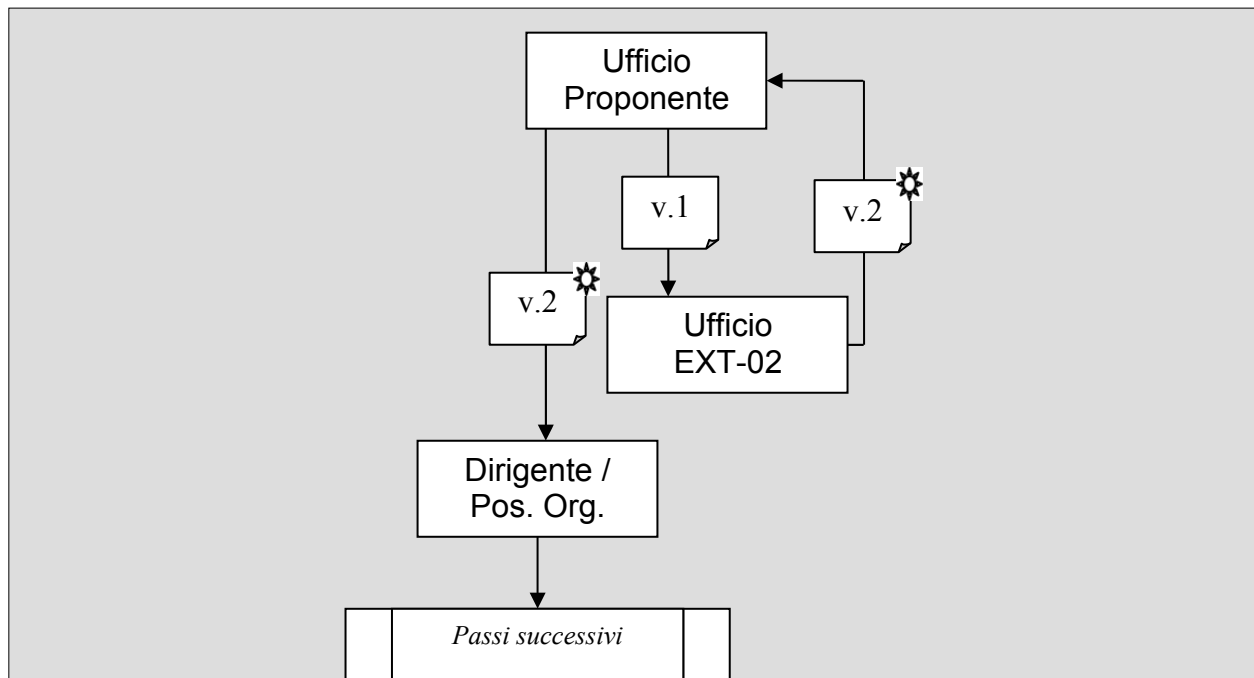 Ufficio
Proponente
v.1
v.2
v.2
Ufficio
EXT-02
Dirigente /
Pos. Org.
Passi successivi